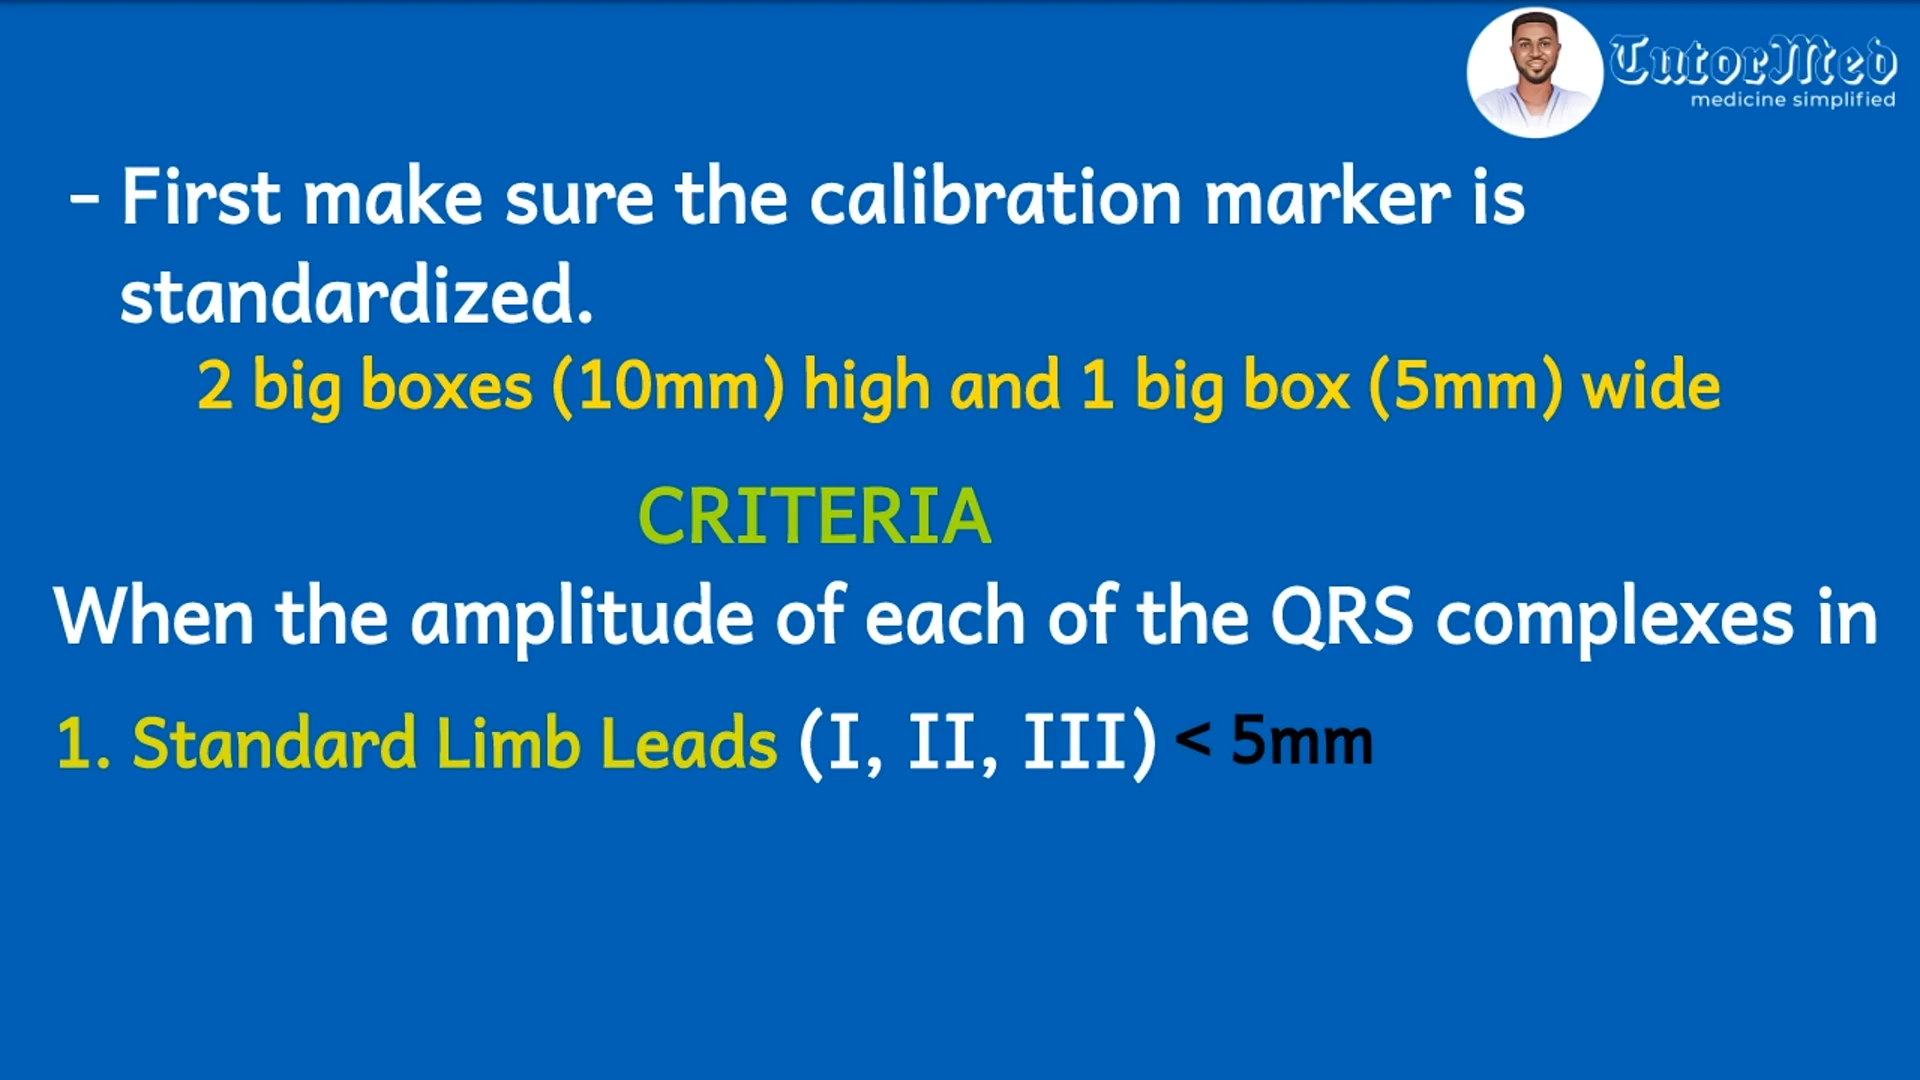 TutorMed
medicine simplified
- First make sure the calibration marker is
standardized.
2 big boxes (10mm) high and 1 big box (5mm) wide
CRITERIA
When the amplitude of each of the QRS complexes in
1. Standard Limb Leads (I, II, III) < 5mm